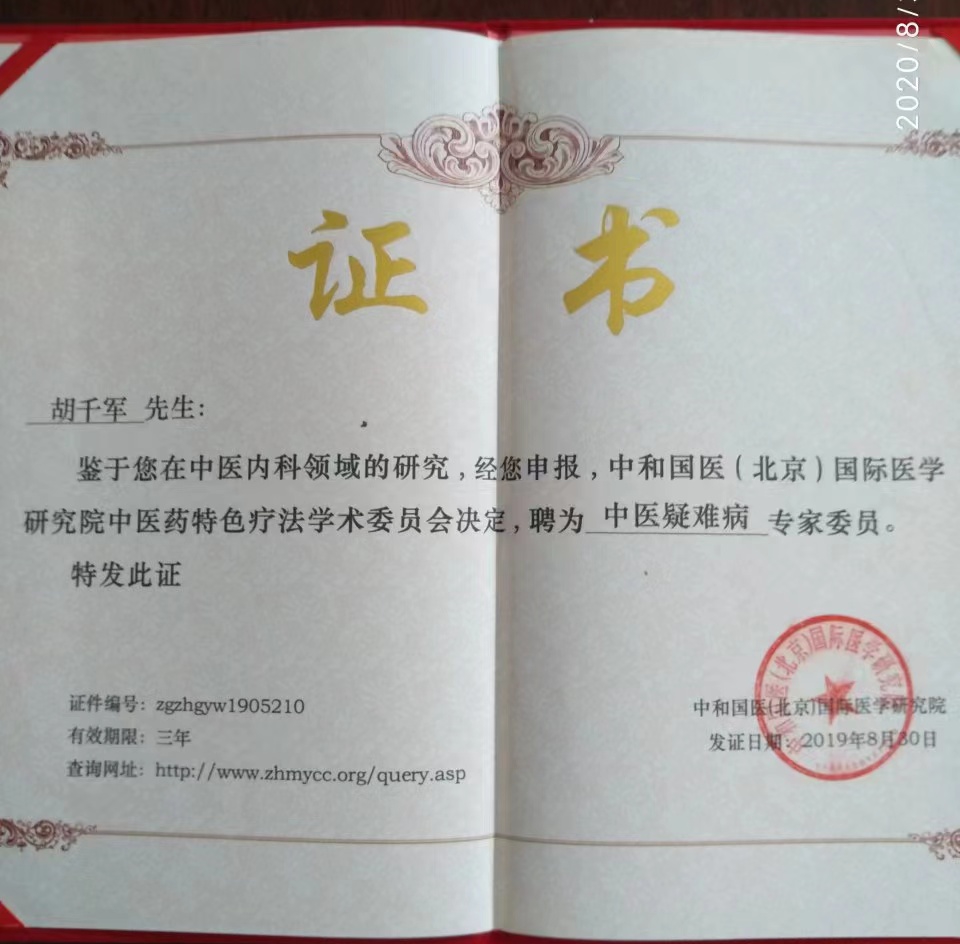 2020/8/
证 书
胡千军 先生:
鉴于您在中医内科领域的研究,经您申报,中和国医(北京)国际医学
研究院中医药特色疗法学术委员会决定,聘为 中医疑难病 专家委员。
特发此证
证件编号: zgzhgyw1905210
有效期限: 三年
查询网址: http://www.zhmycc.org/query.asp
中和国医(北京)国际医学研究院
发证日期: 2019年8月30日